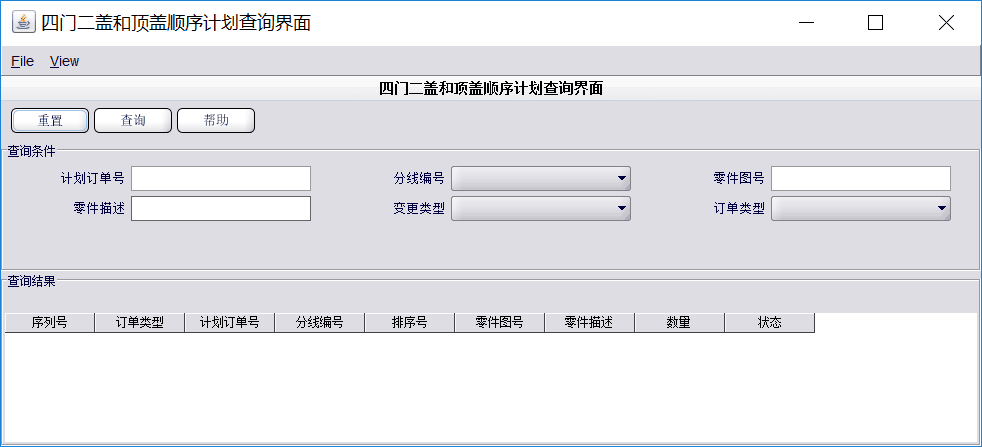 四门二盖和顶盖顺序计划查询界面
File View
四门二盖和顶盖顺序计划查询界面
重置 查询 帮助
查询条件
计划订单号 分线编号 零件图号
零件描述 变更类型 订单类型
查询结果
序列号 订单类型 计划订单号 分线编号 排序号 零件图号 零件描述 数量 状态